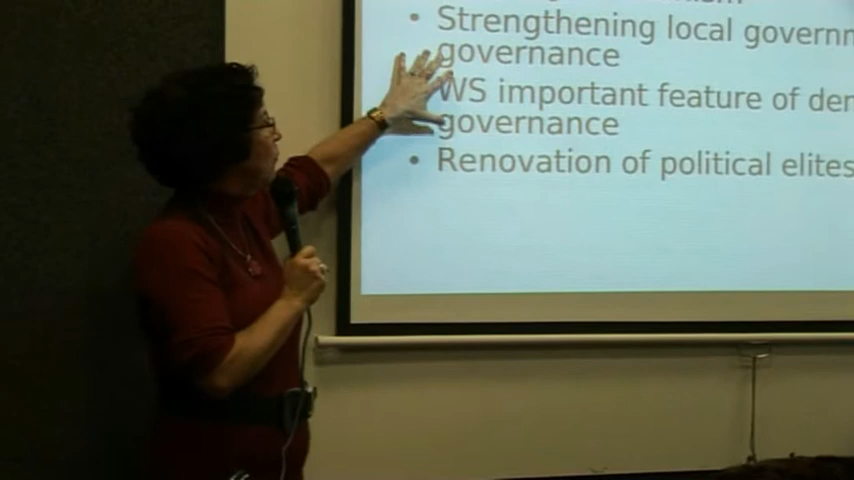 • Strengthening local
governance
WS important feature of
governance
• Renovation of political elites